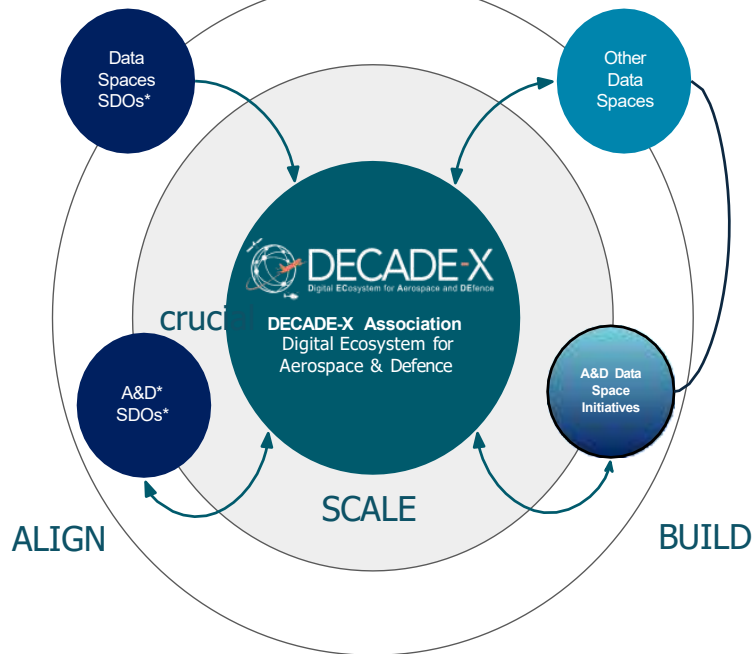 Data
Spaces
SDOs*
Other
Data
Spaces
DECADE-X
Digital ECosystem for Aerospace and DEfence
crucial
DECADE-X Association
Digital Ecosystem for
Aerospace & Defence
A&D*
SDOs*
A&D Data
Space
Initiatives
SCALE
ALIGN
BUILD